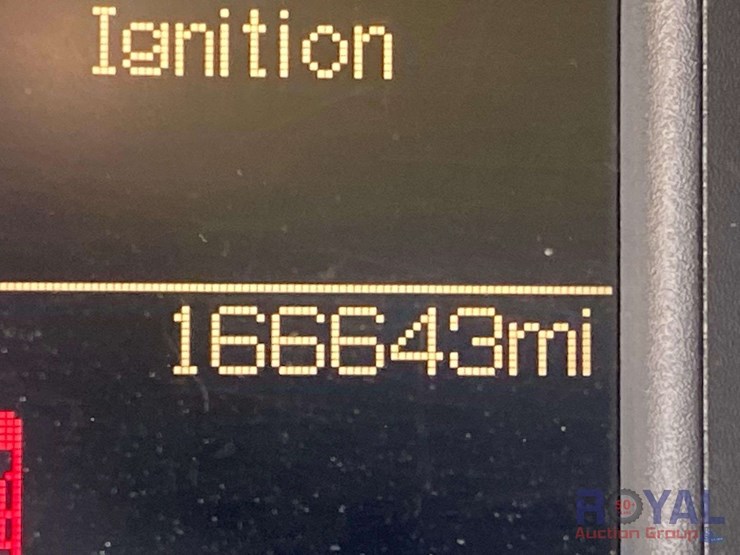 Ignition
166643mi
ROYAL
Auction Group